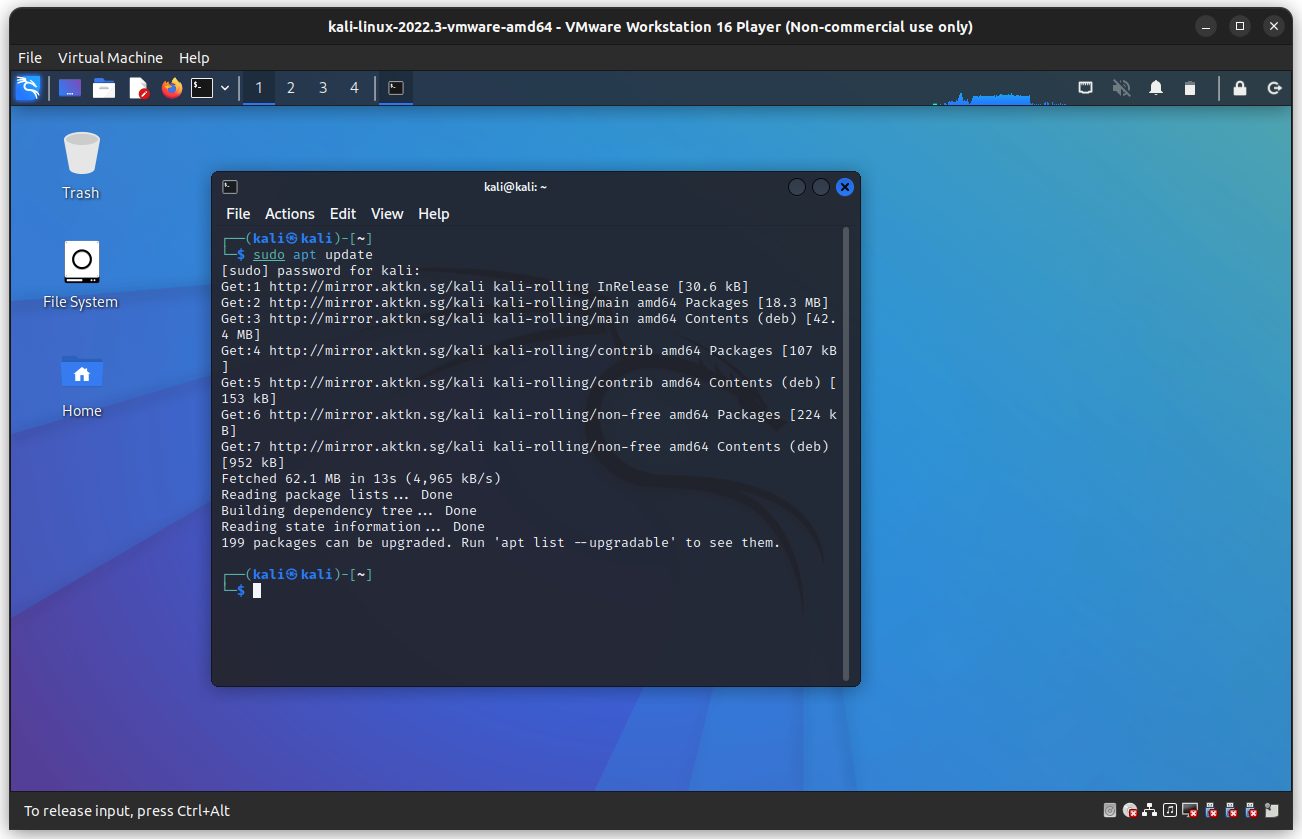 kali-linux-2022.3-vmware-amd64 - VMware Workstation 16 Player (Non-commercial use only)
File Virtual Machine Help
1 2 3 4
Trash
File System
Home
kali@kali: ~
File Actions Edit View Help
┌──(kali㉿kali)-[~]
└─$ sudo apt update
[sudo] password for kali:
Get:1 http://mirror.aktkn.sg/kali kali-rolling InRelease [30.6 kB]
Get:2 http://mirror.aktkn.sg/kali kali-rolling/main amd64 Packages [18.3 MB]
Get:3 http://mirror.aktkn.sg/kali kali-rolling/main amd64 Contents (deb) [42.
4 MB]
Get:4 http://mirror.aktkn.sg/kali kali-rolling/contrib amd64 Packages [107 kB
]
Get:5 http://mirror.aktkn.sg/kali kali-rolling/contrib amd64 Contents (deb) [
153 kB]
Get:6 http://mirror.aktkn.sg/kali kali-rolling/non-free amd64 Packages [224 k
B]
Get:7 http://mirror.aktkn.sg/kali kali-rolling/non-free amd64 Contents (deb)
[952 kB]
Fetched 62.1 MB in 13s (4,965 kB/s)
Reading package lists... Done
Building dependency tree... Done
Reading state information... Done
199 packages can be upgraded. Run 'apt list --upgradable' to see them.
┌──(kali㉿kali)-[~]
└─$
To release input, press Ctrl+Alt